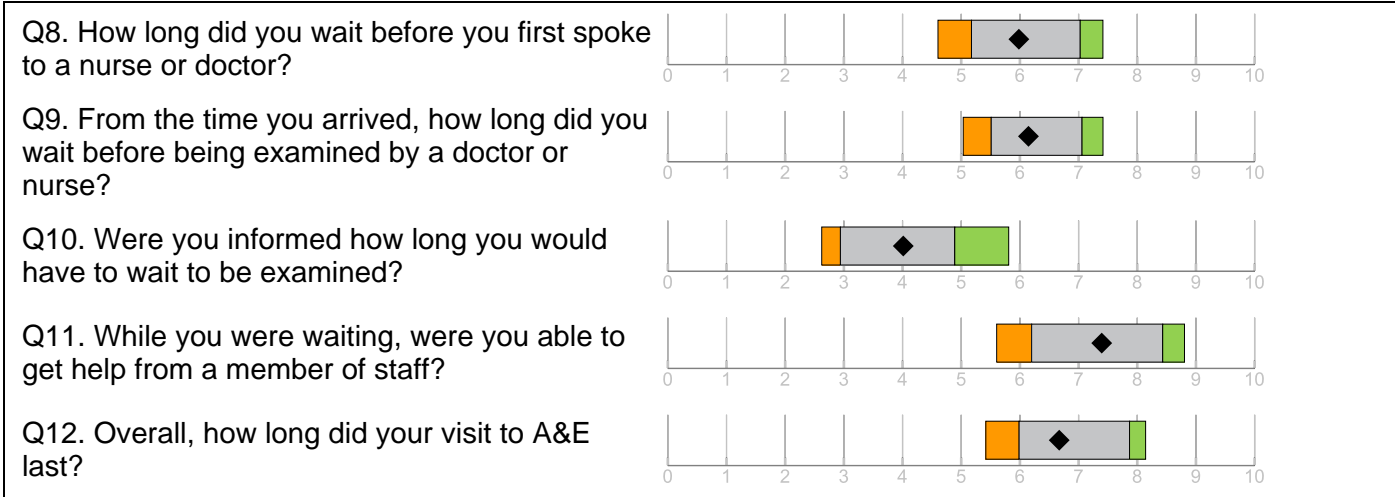 Q8. How long did you wait before you first spoke
to a nurse or doctor?
0 1 2 3 4 5 6 7 8 9 10
Q9. From the time you arrived, how long did you
wait before being examined by a doctor or
nurse?
0 1 2 3 4 5 6 7 8 9 10
Q10. Were you informed how long you would
have to wait to be examined?
0 1 2 3 4 5 6 7 8 9 10
Q11. While you were waiting, were you able to
get help from a member of staff?
0 1 2 3 4 5 6 7 8 9 10
Q12. Overall, how long did your visit to A&E
last?
0 1 2 3 4 5 6 7 8 9 10